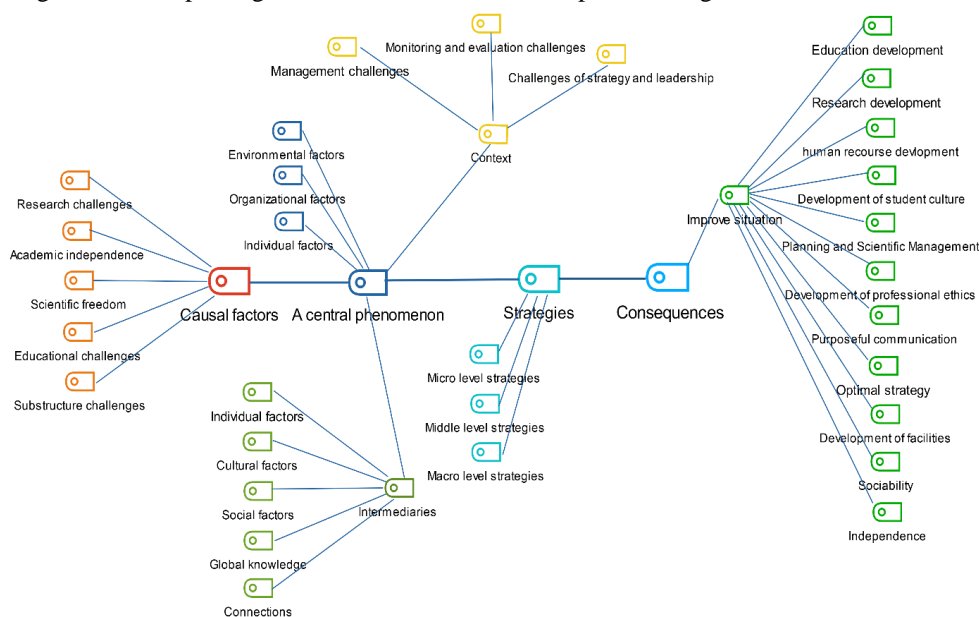 Monitoring and evaluation challenges
Management challenges
Challenges of strategy and leadership
Context
Environmental factors
Organizational factors
Individual factors
Research challenges
Academic independence
Scientific freedom
Educational challenges
Substructure challenges
Causal factors
A central phenomenon
Strategies
Consequences
Micro level strategies
Middle level strategies
Macro level strategies
Individual factors
Cultural factors
Social factors
Global knowledge
Connections
Intermediaries
Improve situation
Education development
Research development
human recourse devlopment
Development of student culture
Planning and Scientific Management
Development of professional ethics
Purposeful communication
Optimal strategy
Development of facilities
Sociability
Independence